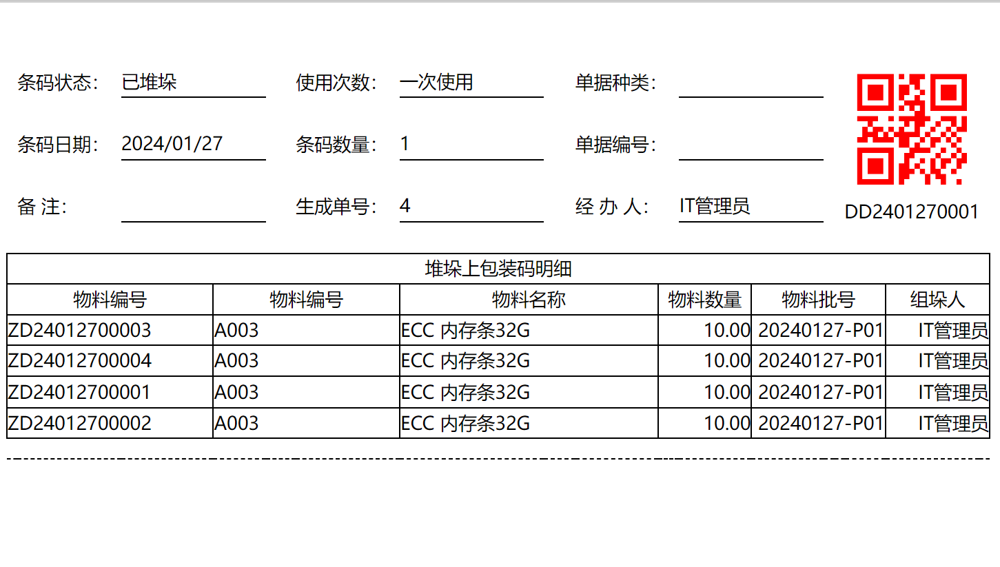 条码状态： 已堆垛 使用次数： 一次使用 单据种类：
条码日期： 2024/01/27 条码数量： 1 单据编号：
备 注： 生成单号： 4 经 办 人： IT管理员
DD2401270001
堆垛上包装码明细
物料编号 物料编号 物料名称 物料数量 物料批号 组垛人
ZD24012700003 A003 ECC 内存条32G 10.00 20240127-P01 IT管理员
ZD24012700004 A003 ECC 内存条32G 10.00 20240127-P01 IT管理员
ZD24012700001 A003 ECC 内存条32G 10.00 20240127-P01 IT管理员
ZD24012700002 A003 ECC 内存条32G 10.00 20240127-P01 IT管理员